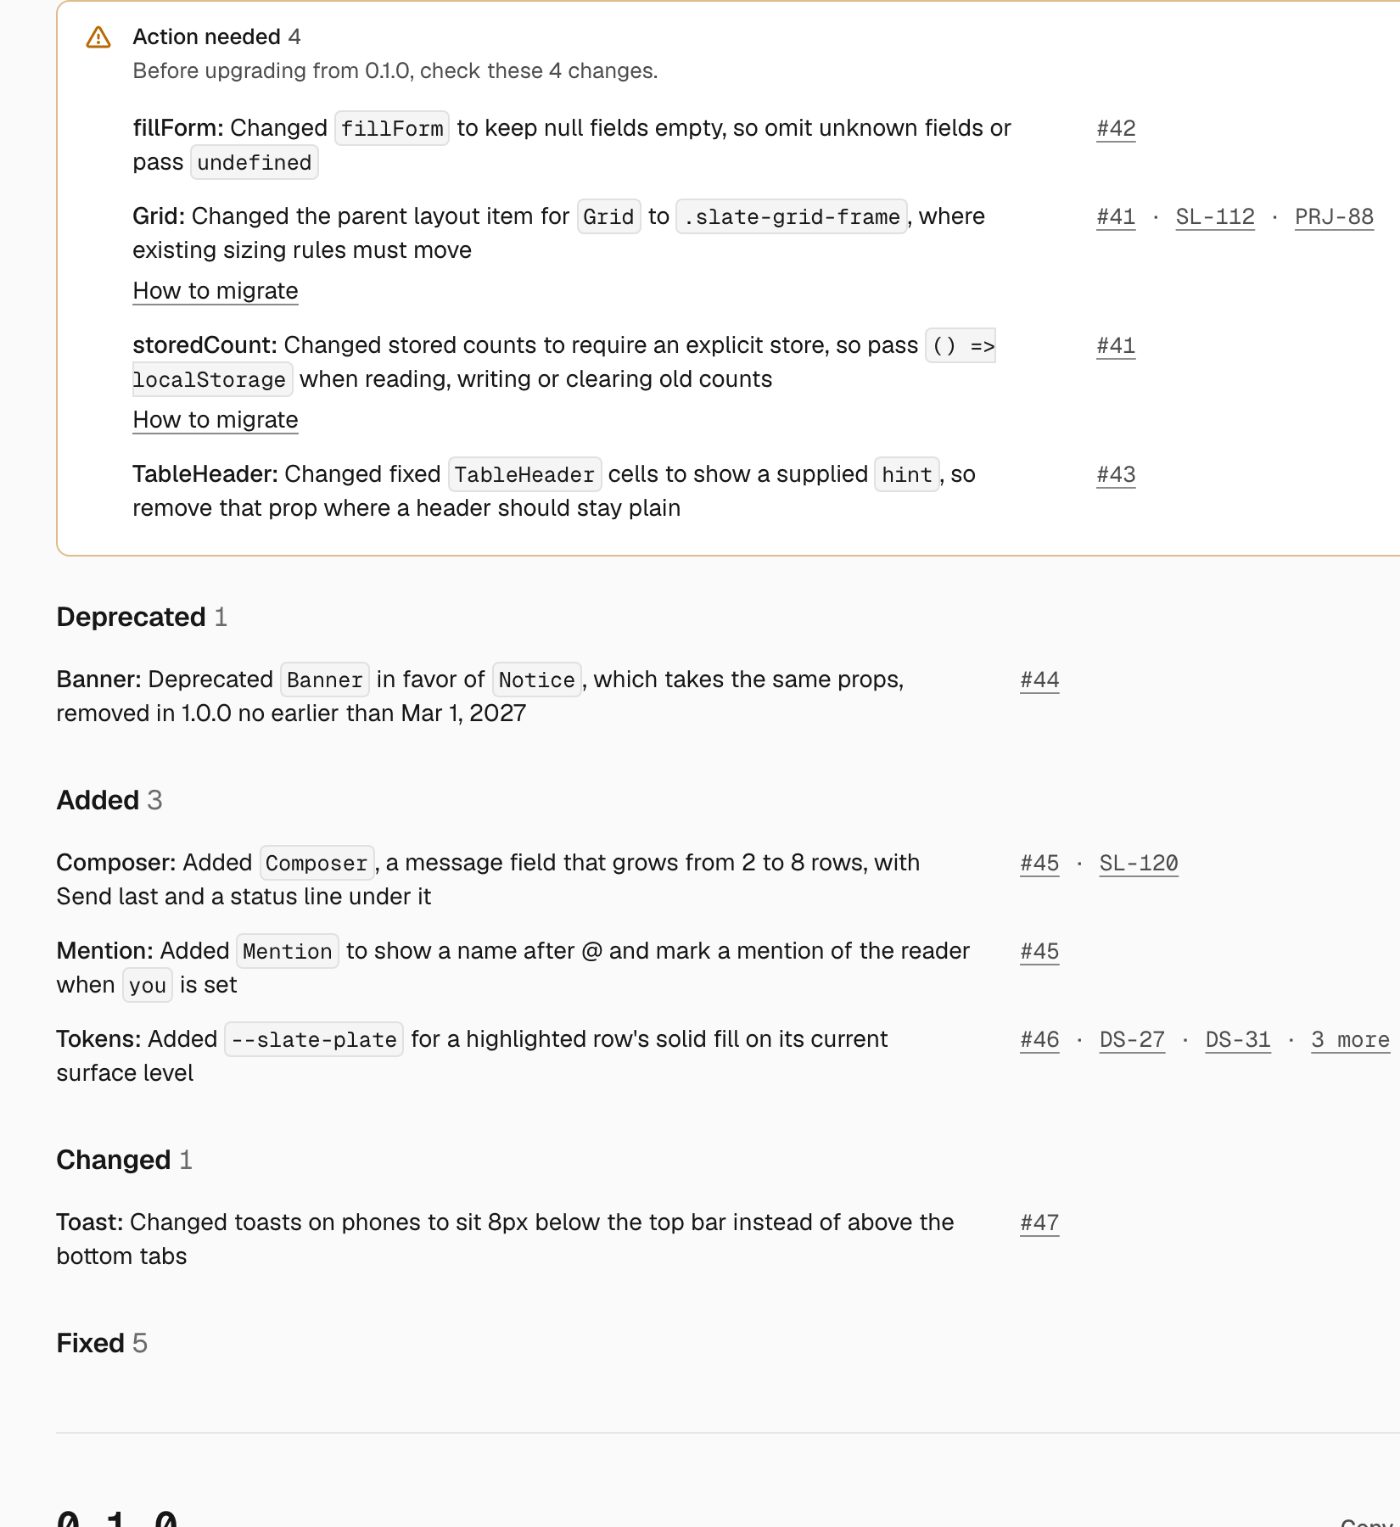 Action needed 4
Before upgrading from 0.1.0, check these 4 changes.
fillForm: Changed fillForm to keep null fields empty, so omit unknown fields or
pass undefined
#42
Grid: Changed the parent layout item for Grid to .slate-grid-frame, where
existing sizing rules must move
#41 · SL-112 · PRJ-88
How to migrate
storedCount: Changed stored counts to require an explicit store, so pass () =>
localStorage when reading, writing or clearing old counts
#41
How to migrate
TableHeader: Changed fixed TableHeader cells to show a supplied hint, so
remove that prop where a header should stay plain
#43
Deprecated 1
Banner: Deprecated Banner in favor of Notice, which takes the same props,
removed in 1.0.0 no earlier than Mar 1, 2027
#44
Added 3
Composer: Added Composer, a message field that grows from 2 to 8 rows, with
Send last and a status line under it
#45 · SL-120
Mention: Added Mention to show a name after @ and mark a mention of the reader
when you is set
#45
Tokens: Added --slate-plate for a highlighted row's solid fill on its current
surface level
#46 · DS-27 · DS-31 · 3 more
Changed 1
Toast: Changed toasts on phones to sit 8px below the top bar instead of above the
bottom tabs
#47
Fixed 5
0.1.0
Copy